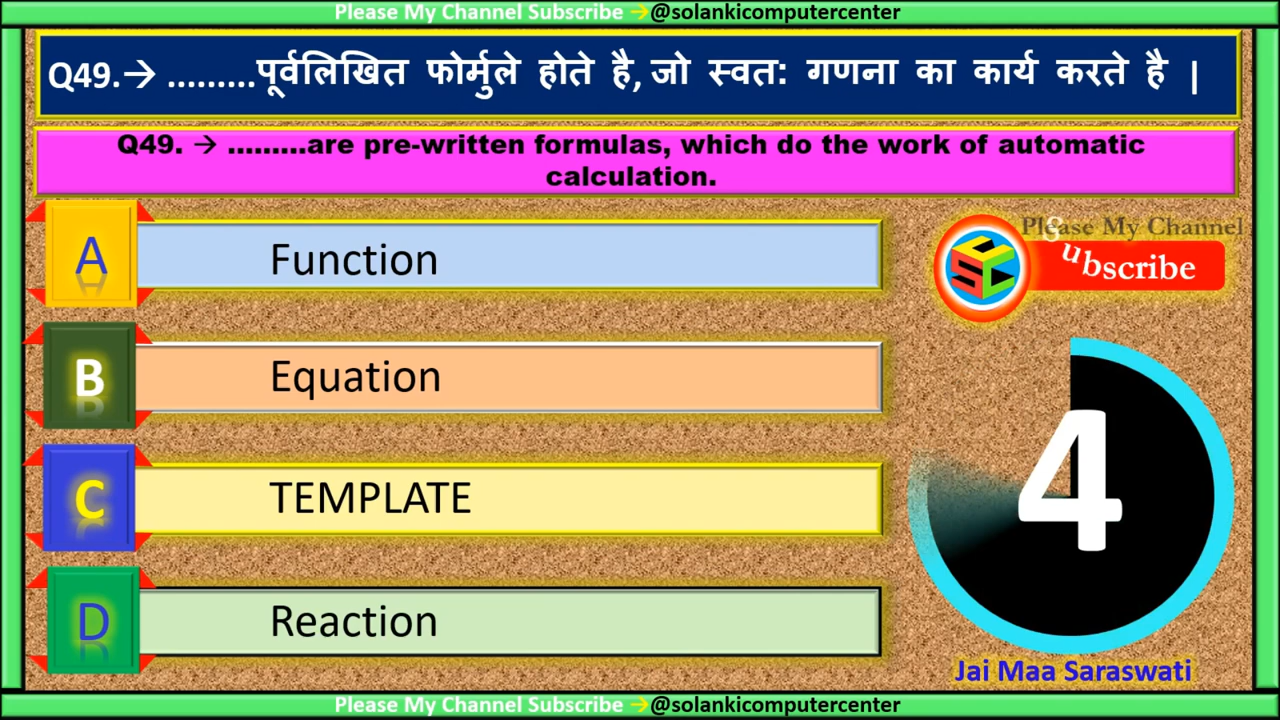 Please My Channel Subscribe →@solankicomputercenter
Q49.→ .........पूर्वलिखित फोर्मुले होते है, जो स्वत: गणना का कार्य करते है |
Q49. → .........are pre-written formulas, which do the work of automatic
calculation.
A Function
Please My Channel
Subscribe
SCC
B Equation
C TEMPLATE
4
D Reaction
Jai Maa Saraswati
Please My Channel Subscribe →@solankicomputercenter